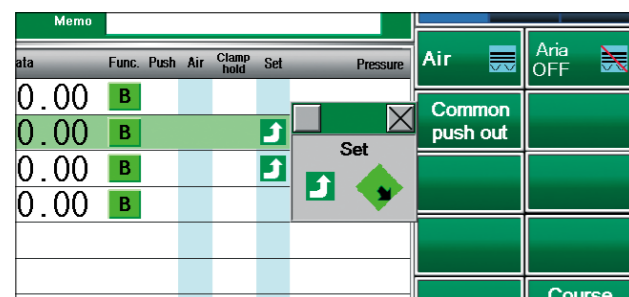 Memo
ata Func. Push Air Clamp hold Set Pressure
0.00 B
0.00 B
0.00 B
0.00 B
Set
Air
Aria
OFF
Common
push out
Course